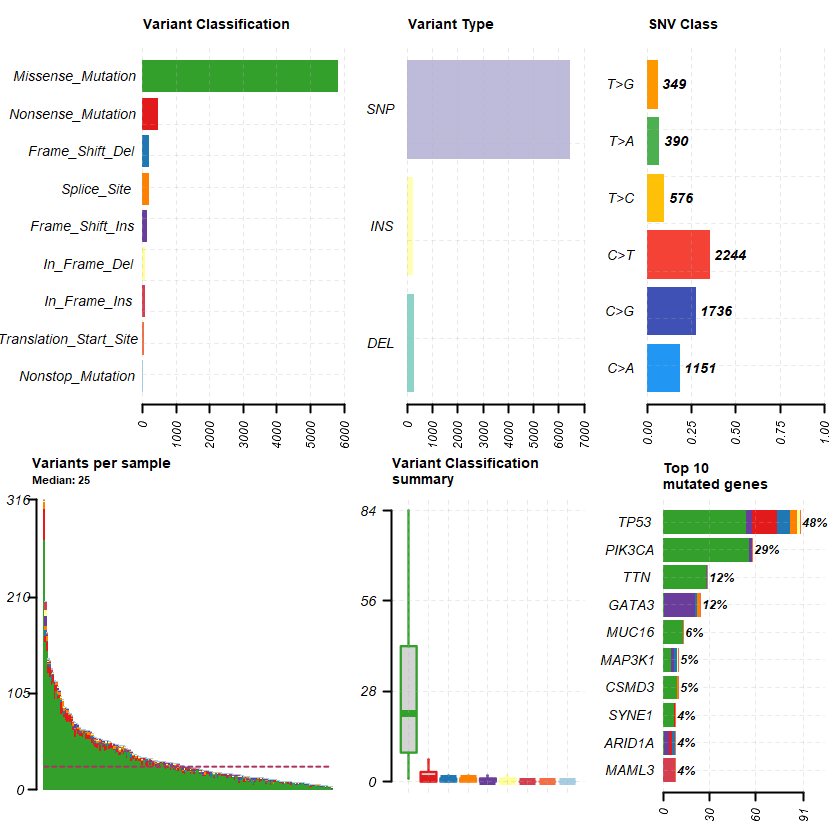 Variant Classification
Missense_Mutation
Nonsense_Mutation
Frame_Shift_Del
Splice_Site
Frame_Shift_Ins
In_Frame_Del
In_Frame_Ins
Translation_Start_Site
Nonstop_Mutation
0
1000
2000
3000
4000
5000
6000
Variant Type
SNP
INS
DEL
0
1000
2000
3000
4000
5000
6000
7000
SNV Class
T>G 349
T>A 390
T>C 576
C>T 2244
C>G 1736
C>A 1151
0.00
0.25
0.50
0.75
1.00
Variants per sample
Median: 25
316
210
105
0
Variant Classification
summary
84
56
28
0
Top 10
mutated genes
TP53 48%
PIK3CA 29%
TTN 12%
GATA3 12%
MUC16 6%
MAP3K1 5%
CSMD3 5%
SYNE1 4%
ARID1A 4%
MAML3 4%
0
30
60
91